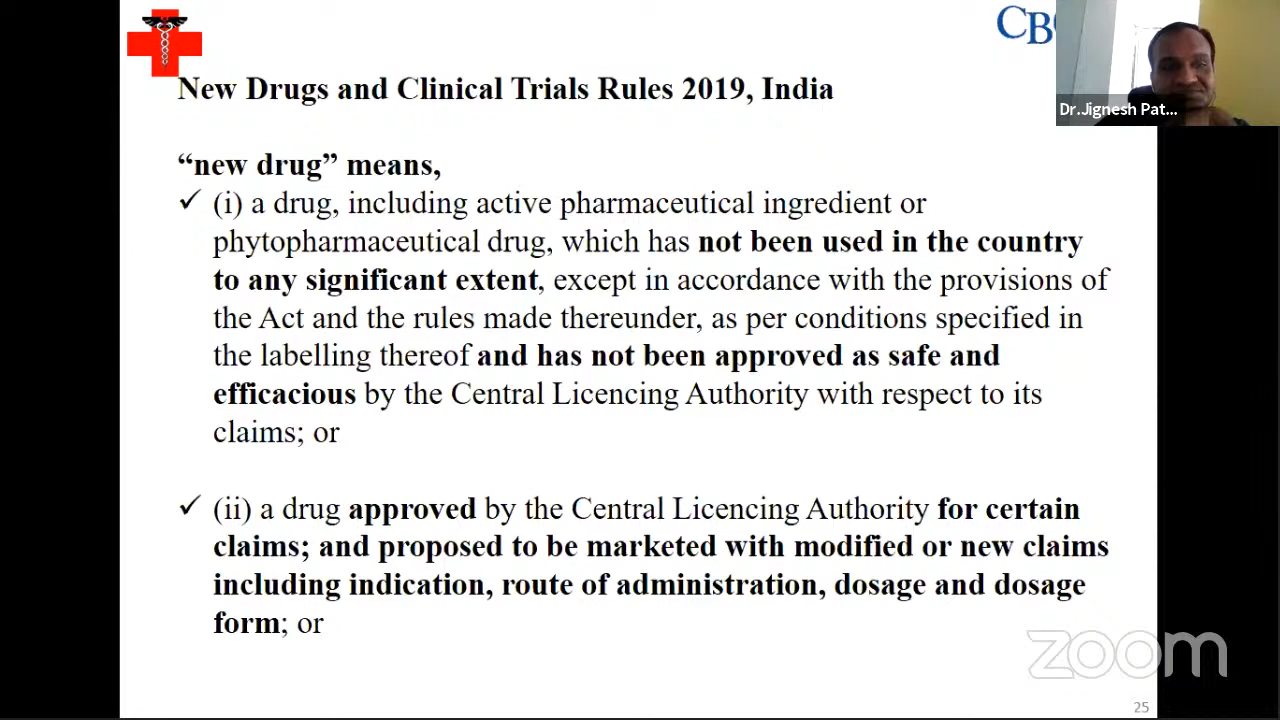 CB
Dr.Jignesh Pat...
New Drugs and Clinical Trials Rules 2019, India
“new drug” means,
✓ (i) a drug, including active pharmaceutical ingredient or
phytopharmaceutical drug, which has not been used in the country
to any significant extent, except in accordance with the provisions of
the Act and the rules made thereunder, as per conditions specified in
the labelling thereof and has not been approved as safe and
efficacious by the Central Licencing Authority with respect to its
claims; or
✓ (ii) a drug approved by the Central Licencing Authority for certain
claims; and proposed to be marketed with modified or new claims
including indication, route of administration, dosage and dosage
form; or
zoom
25